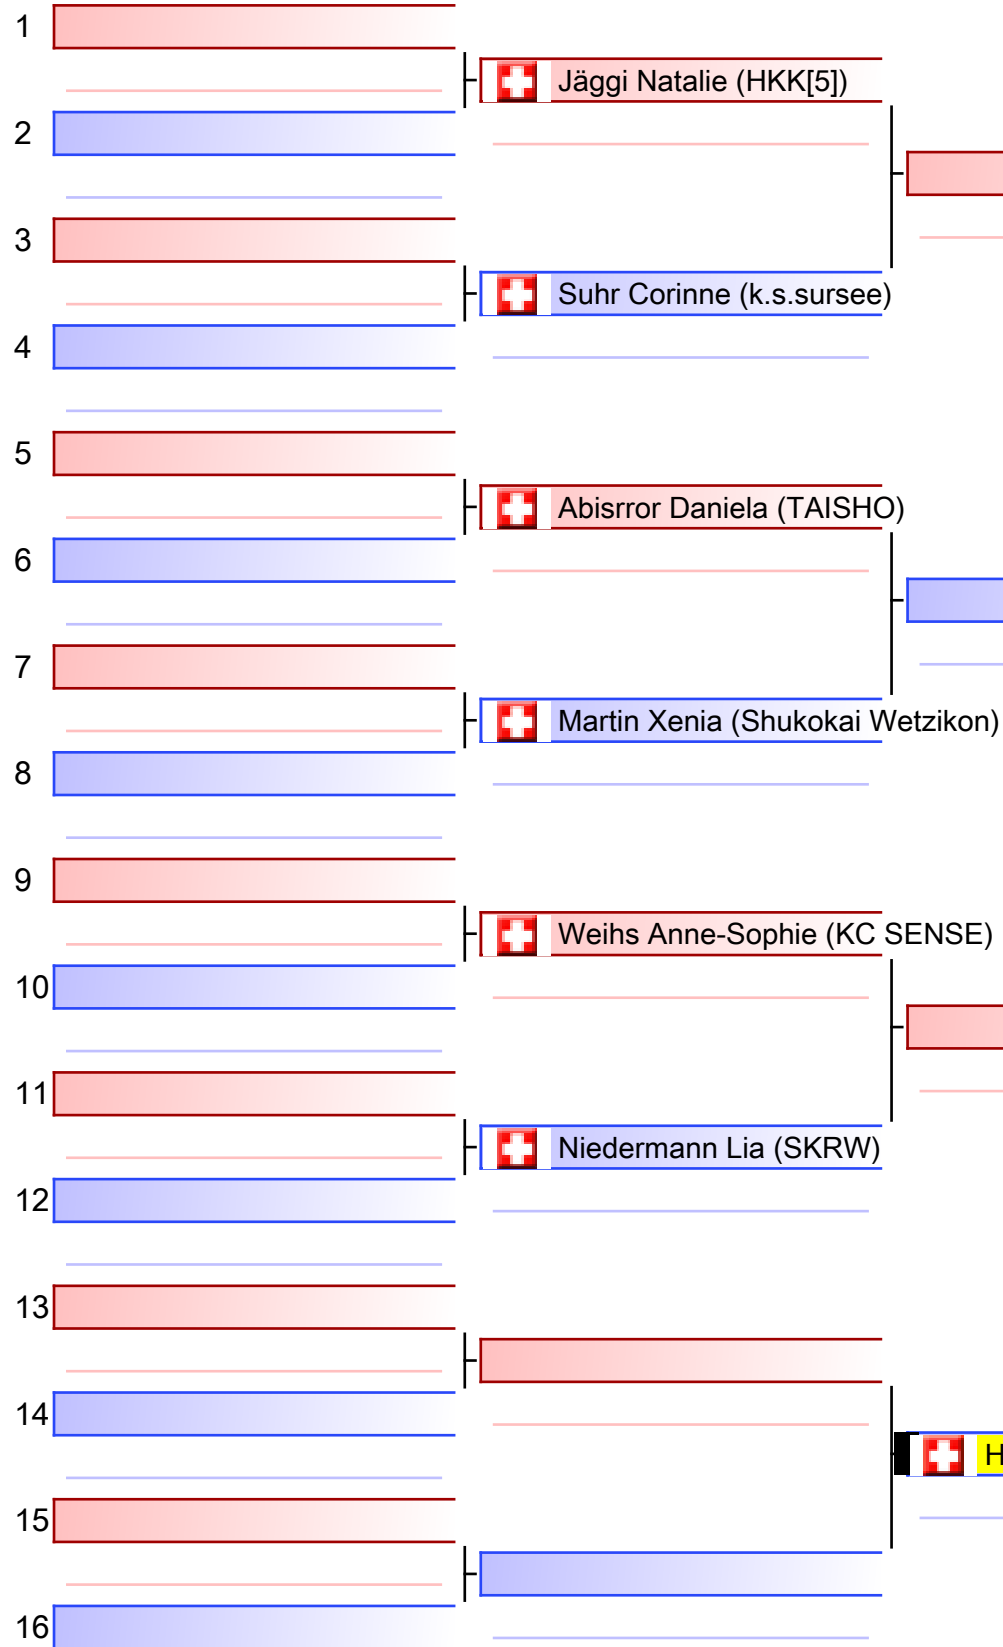 1
Jäggi Natalie (HKK[5])
2
3
Suhr Corinne (k.s.sursee)
4
5
Abisrror Daniela (TAISHO)
6
7
Martin Xenia (Shukokai Wetzikon)
8
9
Weihs Anne-Sophie (KC SENSE)
10
11
Niedermann Lia (SKRW)
12
13
14
H
15
16